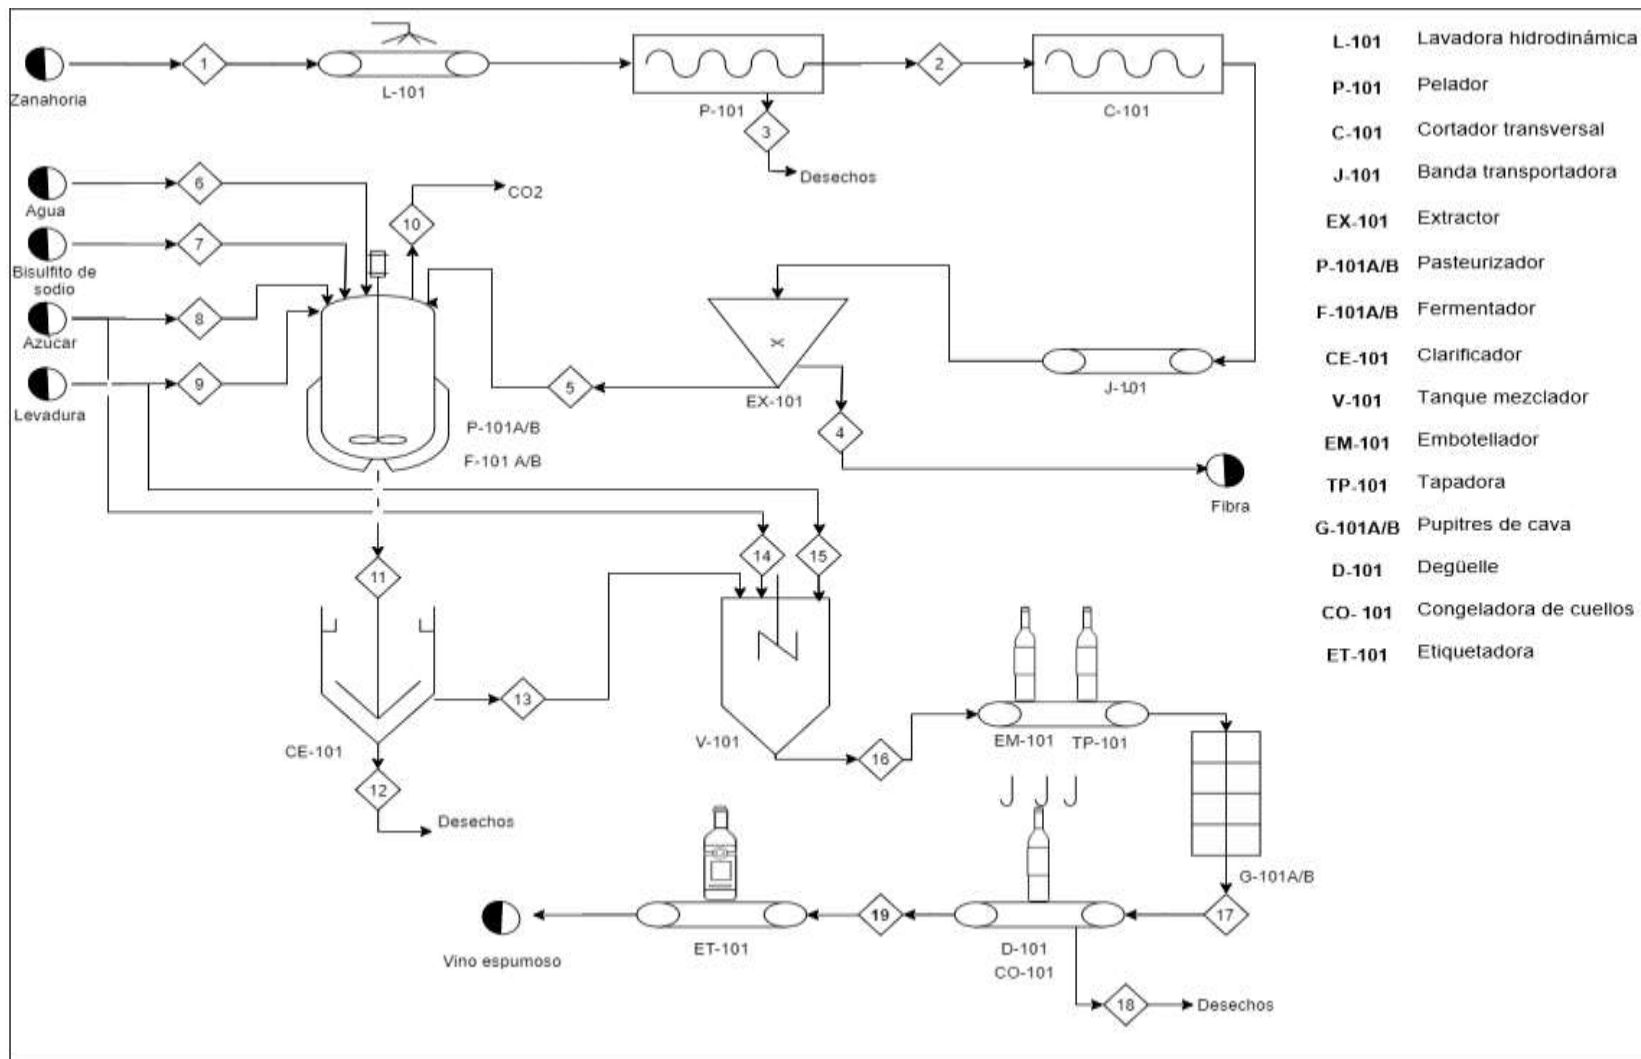 1
2
L-101
P-101
C-101
Zanahoria
3
Desechos
6
Agua
CO2
10
7
Bisulfito de
sodio
8
Azúcar
9
Levadura
5
EX-101
J-101
4
P-101A/B
F-101 A/B
Fibra
14
15
11
13
CE-101
V-101
16
EM-101
TP-101
12
Desechos
G-101A/B
17
19
ET-101
D-101
CO-101
Vino espumoso
18
Desechos
L-101 Lavadora hidrodinámica
P-101 Pelador
C-101 Cortador transversal
J-101 Banda transportadora
EX-101 Extractor
P-101A/B Pasteurizador
F-101A/B Fermentador
CE-101 Clarificador
V-101 Tanque mezclador
EM-101 Embotellador
TP-101 Tapadora
G-101A/B Pupitres de cava
D-101 Degüelle
CO- 101 Congeladora de cuellos
ET-101 Etiquetadora